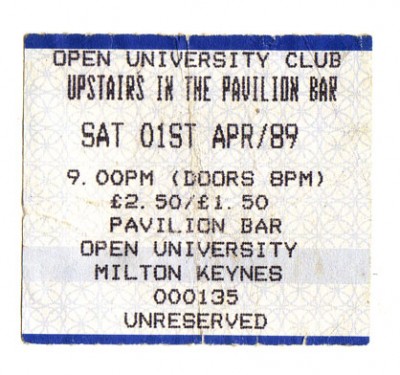 OPEN UNIVERSITY CLUB
UPSTAIRS IN THE PAVILION BAR
SAT 01ST APR/89
9.00PM (DOORS 8PM)
£2.50/£1.50
PAVILION BAR
OPEN UNIVERSITY
MILTON KEYNES
000135
UNRESERVED